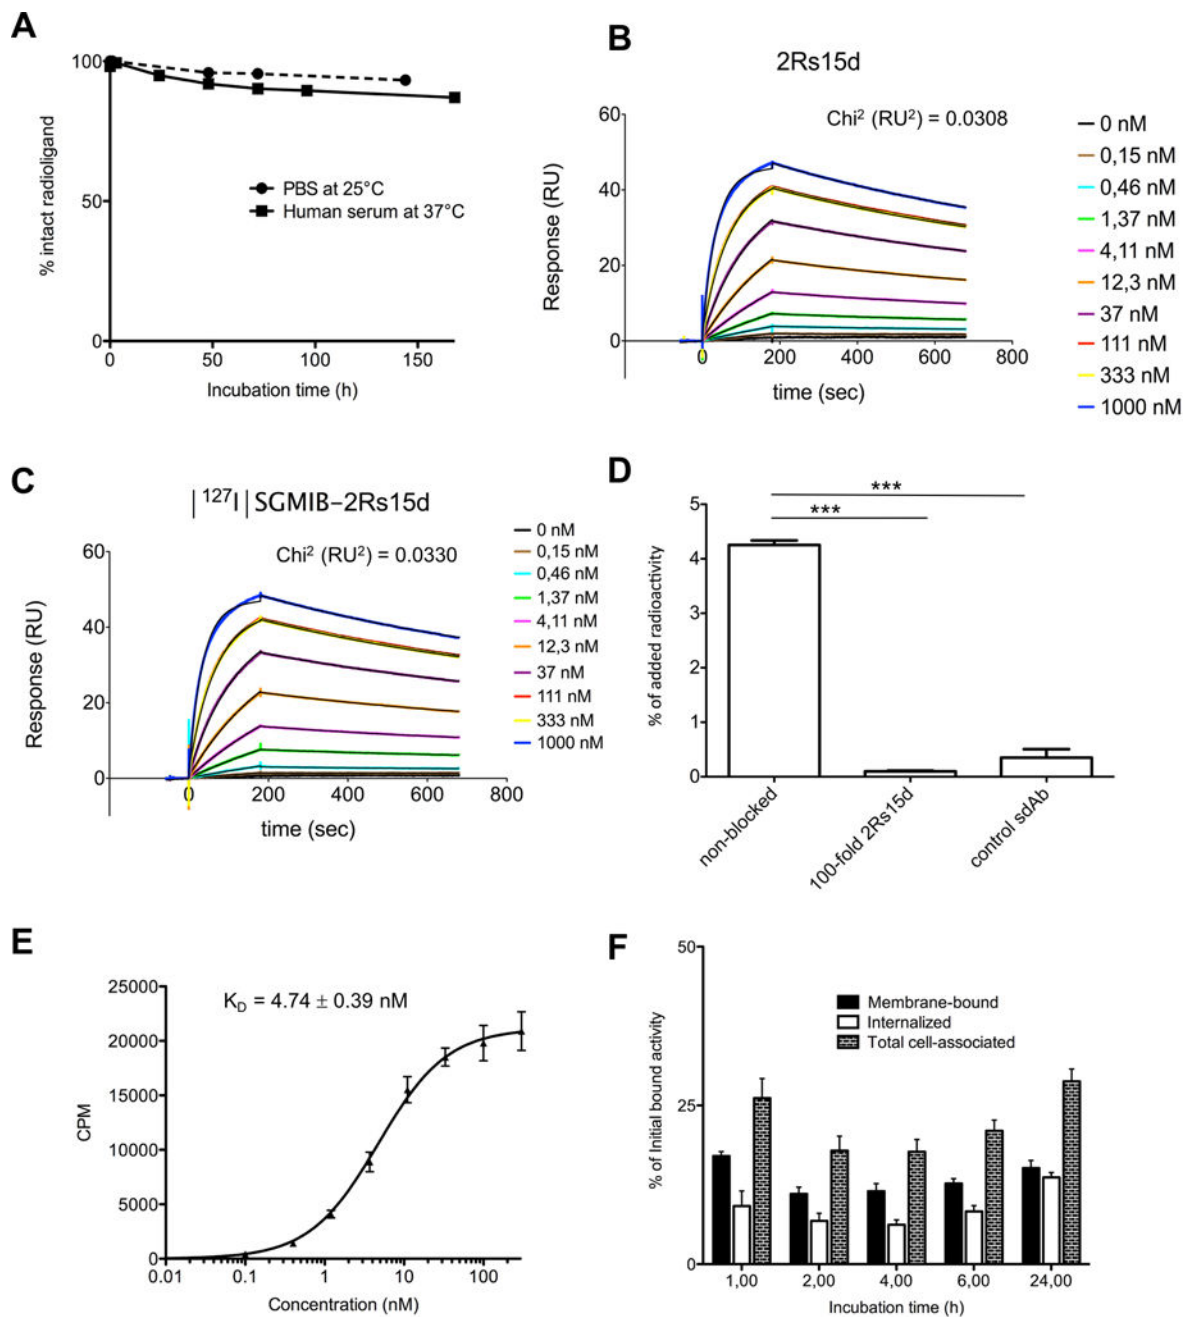 A
100
50
0
% intact radioligand
PBS at 25°C
Human serum at 37°C
0
50
100
150
Incubation time (h)
B
2Rs15d
Chi² (RU²) = 0.0308
60
40
20
0
Response (RU)
0
200
400
600
800
time (sec)
0 nM
0,15 nM
0,46 nM
1,37 nM
4,11 nM
12,3 nM
37 nM
111 nM
333 nM
1000 nM
C
|¹²⁷I|SGMIB–2Rs15d
Chi² (RU²) = 0.0330
60
40
20
0
Response (RU)
0
200
400
600
800
time (sec)
0 nM
0,15 nM
0,46 nM
1,37 nM
4,11 nM
12,3 nM
37 nM
111 nM
333 nM
1000 nM
D
5
4
3
2
1
0
% of added radioactivity
***
***
non-blocked
100-fold 2Rs15d
control sdAb
E
25000
20000
15000
10000
5000
0
CPM
K_D = 4.74 ± 0.39 nM
0.01
0.1
1
10
100
Concentration (nM)
F
50
25
0
% of Initial bound activity
Membrane-bound
Internalized
Total cell-associated
1,00
2,00
4,00
6,00
24,00
Incubation time (h)